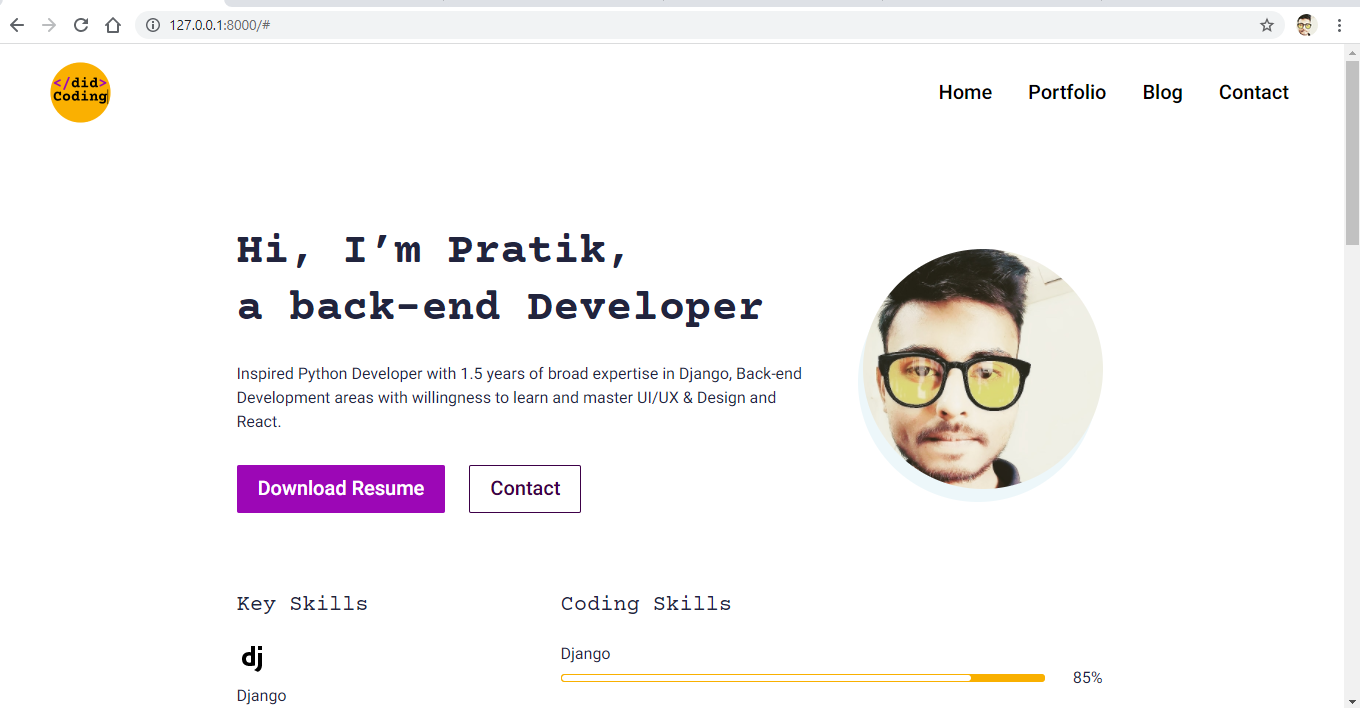 127.0.0.1:8000/#
</did>
Coding
Home Portfolio Blog Contact
Hi, I’m Pratik,
a back-end Developer
Inspired Python Developer with 1.5 years of broad expertise in Django, Back-end
Development areas with willingness to learn and master UI/UX & Design and
React.
Download Resume Contact
Key Skills
Coding Skills
dj
Django
Django
85%